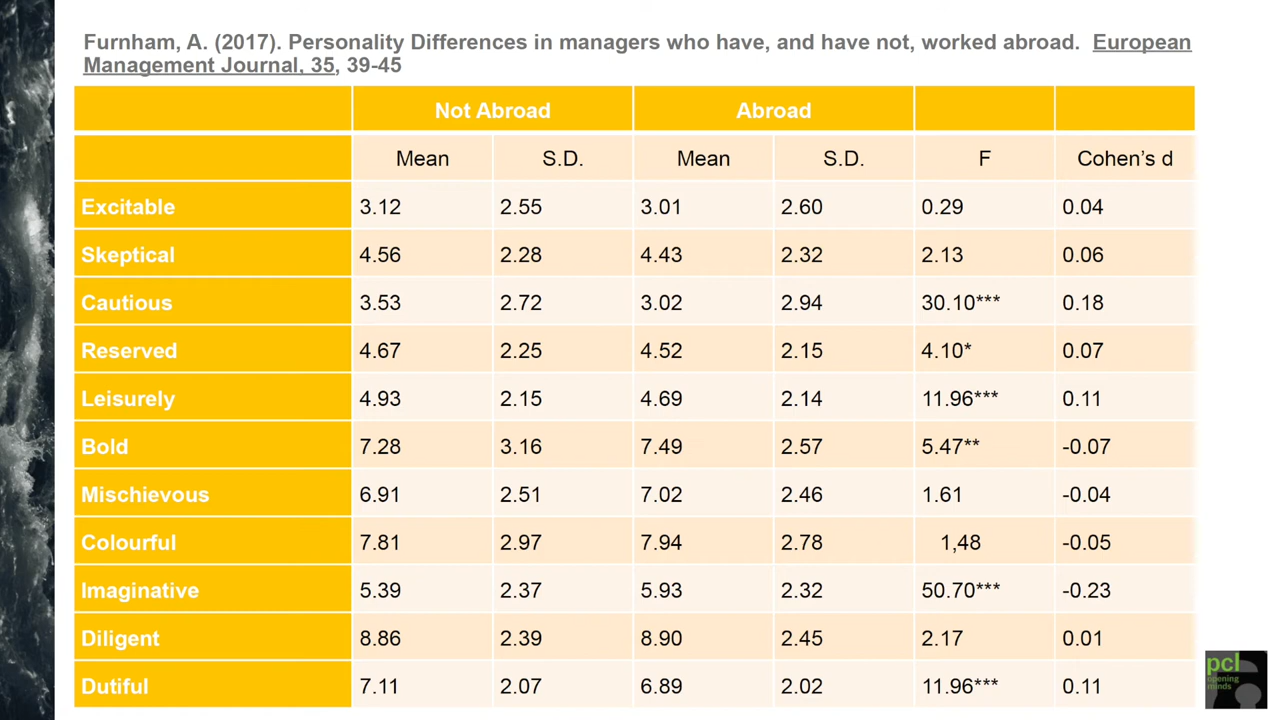 Furnham, A. (2017). Personality Differences in managers who have, and have not, worked abroad. European
Management Journal, 35, 39-45
Not Abroad Abroad
Mean S.D. Mean S.D. F Cohen’s d
Excitable 3.12 2.55 3.01 2.60 0.29 0.04
Skeptical 4.56 2.28 4.43 2.32 2.13 0.06
Cautious 3.53 2.72 3.02 2.94 30.10*** 0.18
Reserved 4.67 2.25 4.52 2.15 4.10* 0.07
Leisurely 4.93 2.15 4.69 2.14 11.96*** 0.11
Bold 7.28 3.16 7.49 2.57 5.47** -0.07
Mischievous 6.91 2.51 7.02 2.46 1.61 -0.04
Colourful 7.81 2.97 7.94 2.78 1,48 -0.05
Imaginative 5.39 2.37 5.93 2.32 50.70*** -0.23
Diligent 8.86 2.39 8.90 2.45 2.17 0.01
Dutiful 7.11 2.07 6.89 2.02 11.96*** 0.11
pcl
opening
minds